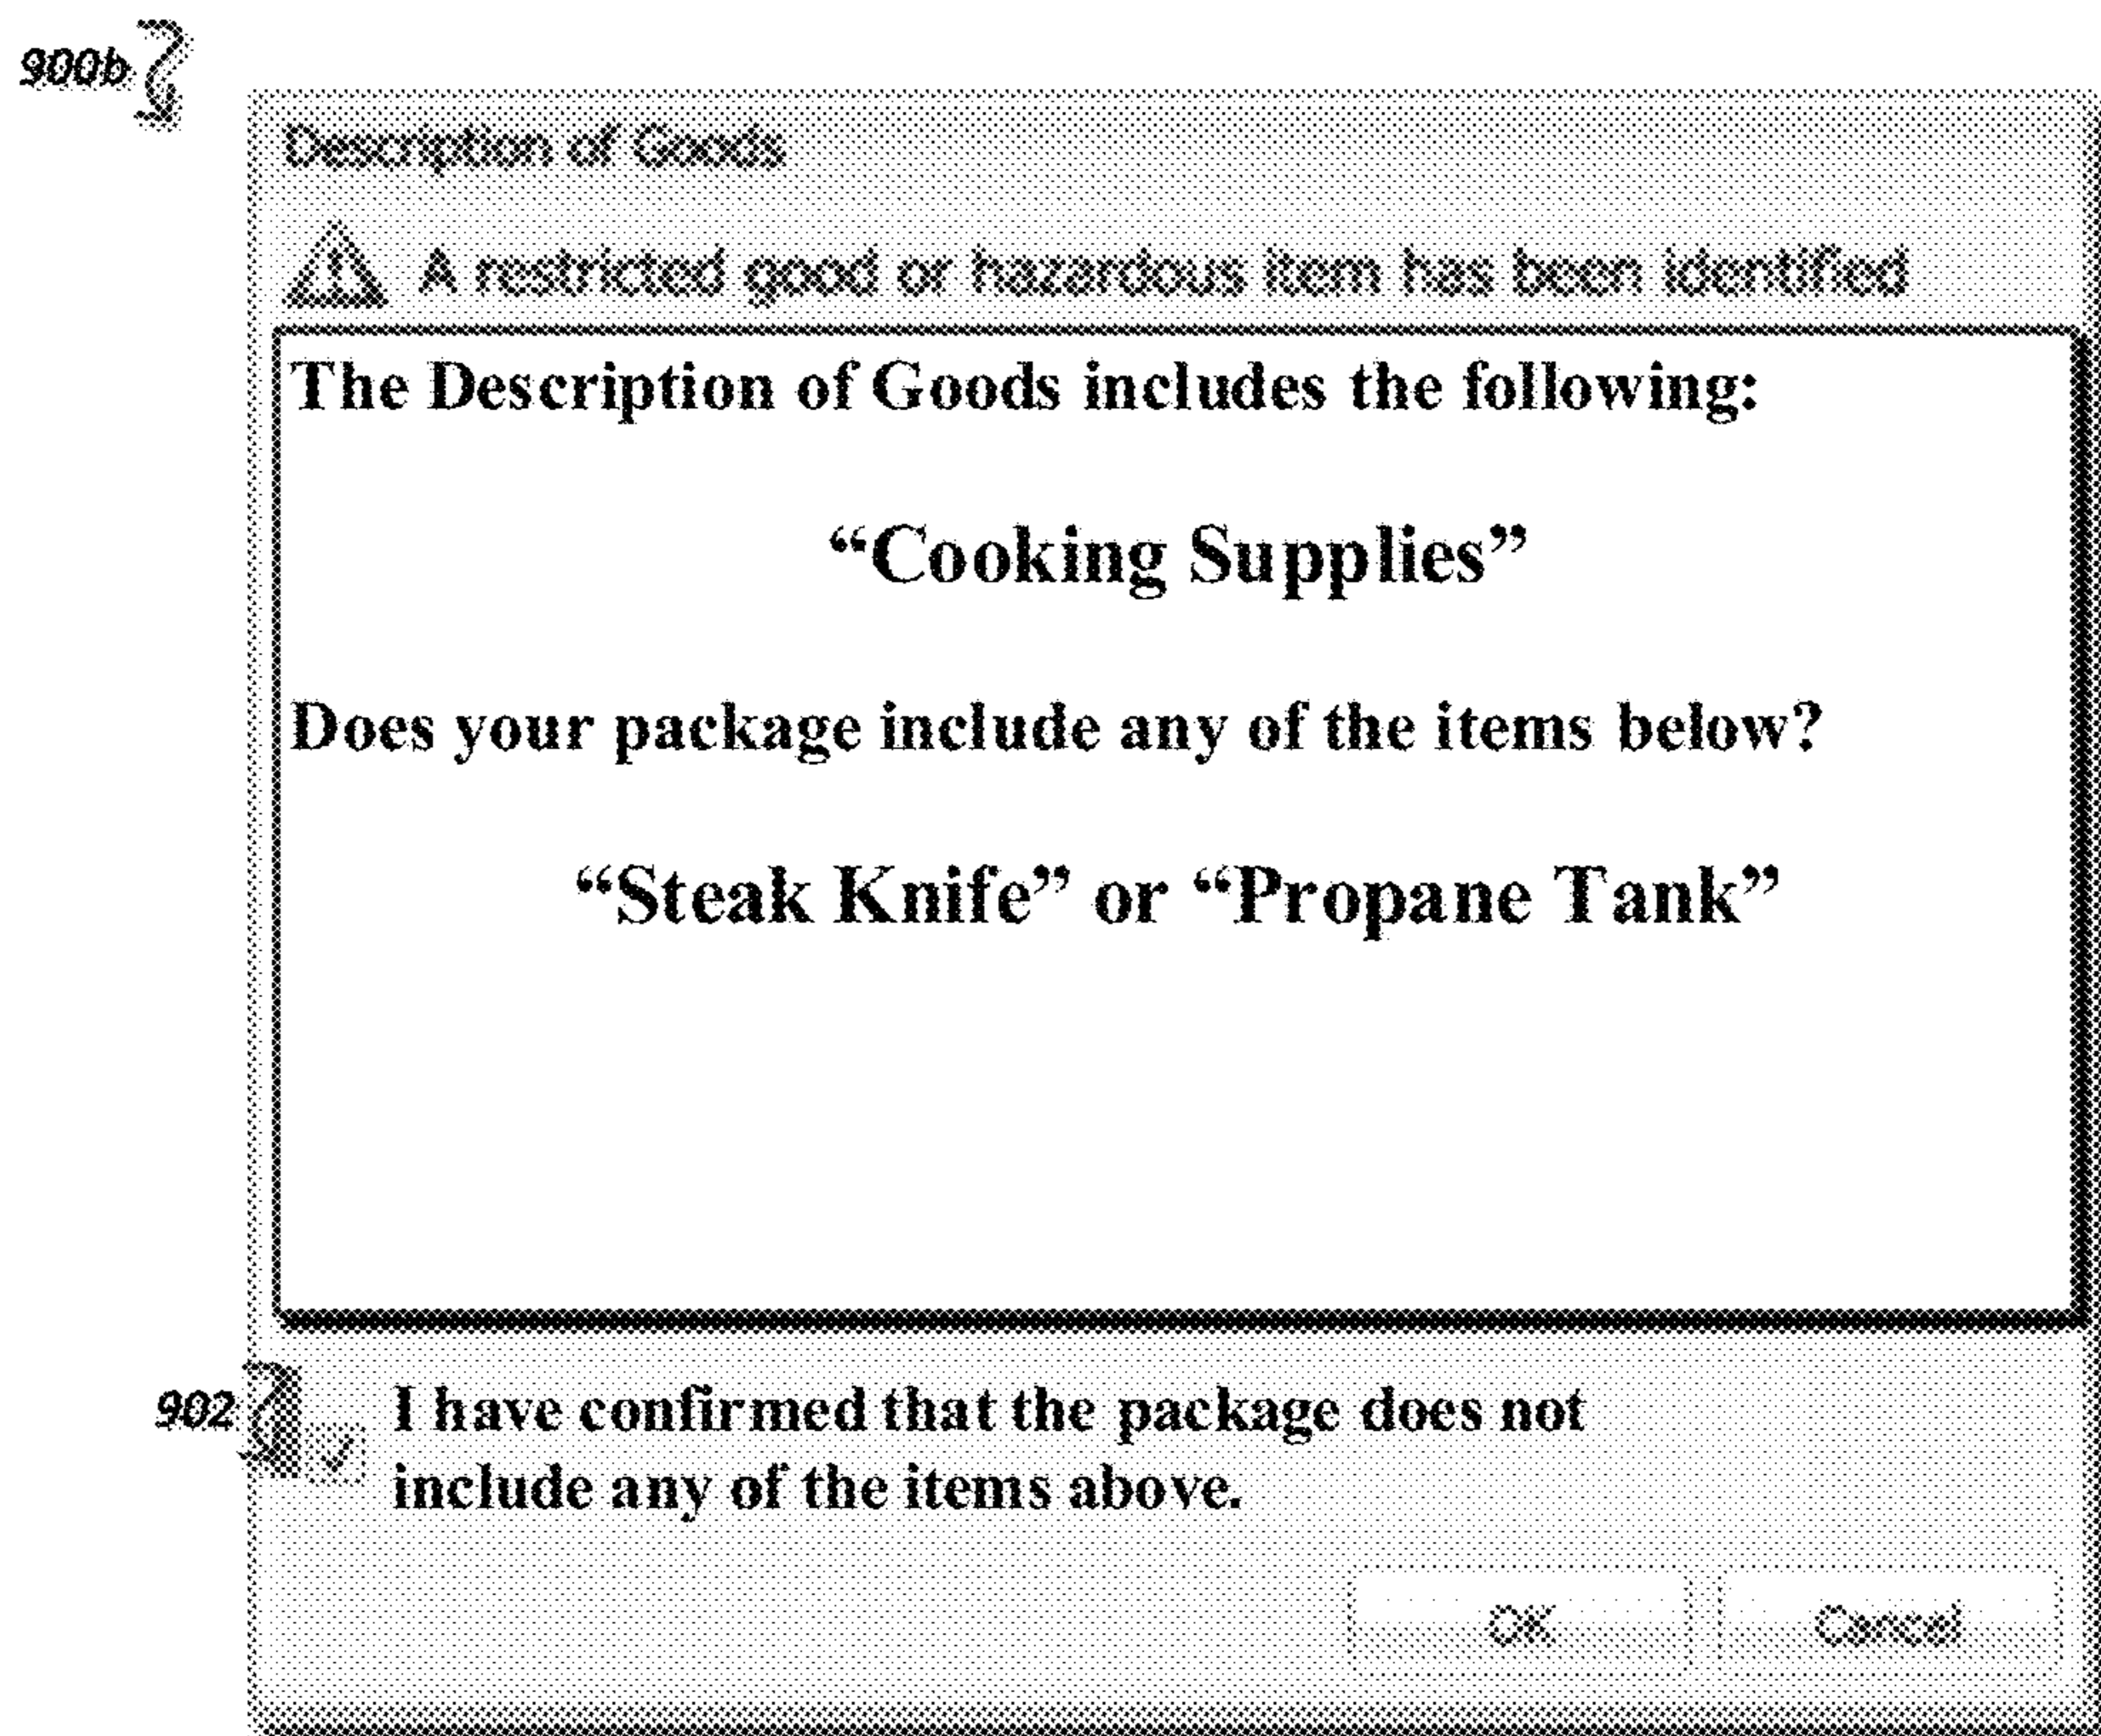 900b
Description of Goods
A restricted good or hazardous item has been identified
The Description of Goods includes the following:
“Cooking Supplies”
Does your package include any of the items below?
“Steak Knife” or “Propane Tank”
902
I have confirmed that the package does not
include any of the items above.
OK Cancel